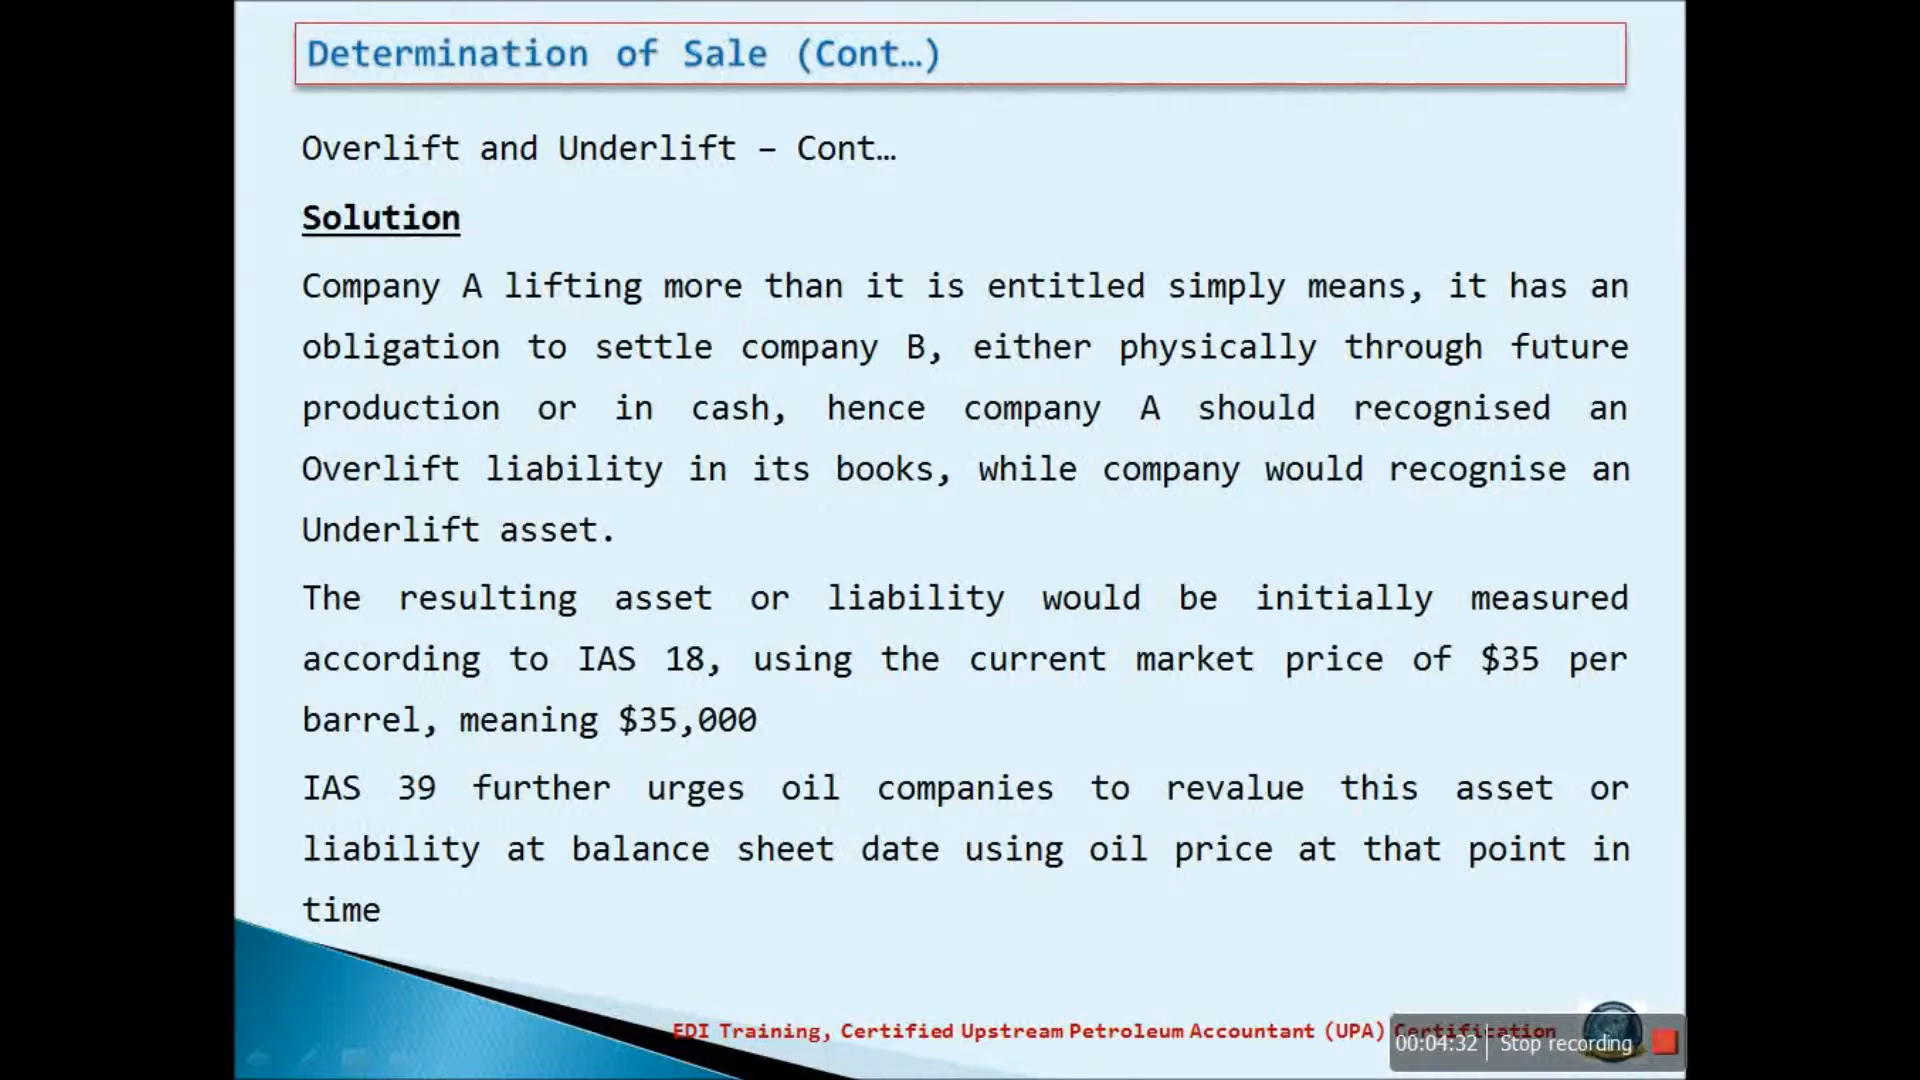 Determination of Sale (Cont…)
Overlift and Underlift – Cont…
Solution
Company A lifting more than it is entitled simply means, it has an
obligation to settle company B, either physically through future
production or in cash, hence company A should recognised an
Overlift liability in its books, while company would recognise an
Underlift asset.
The resulting asset or liability would be initially measured
according to IAS 18, using the current market price of $35 per
barrel, meaning $35,000
IAS 39 further urges oil companies to revalue this asset or
liability at balance sheet date using oil price at that point in
time
EDI Training, Certified Upstream Petroleum Accountant (UPA) Certification
00:04:32 Stop recording